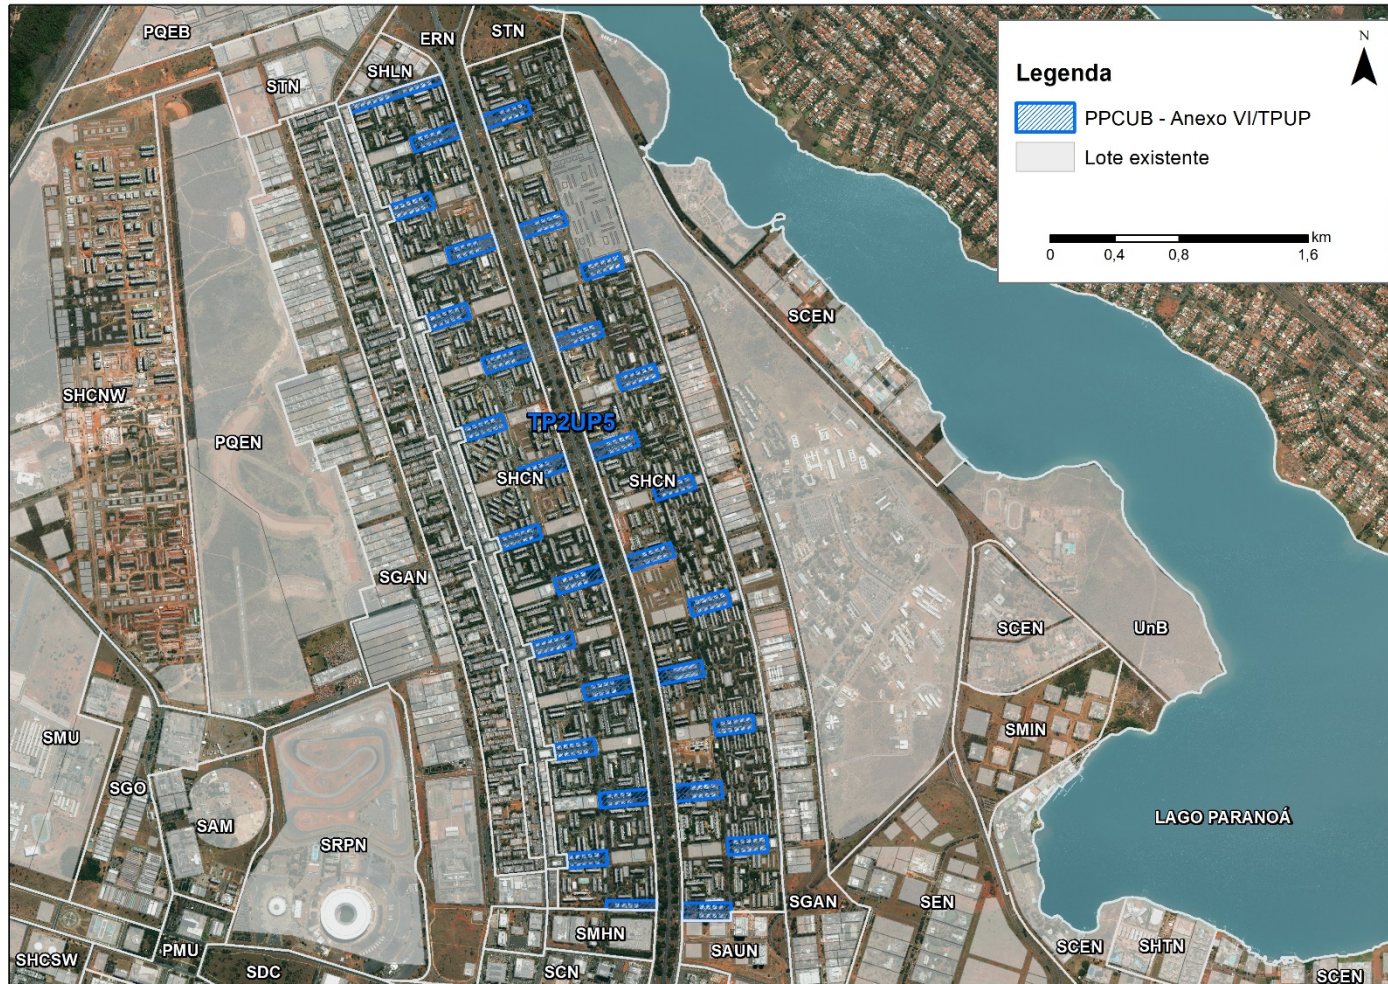 PQEB
ERN
STN
SHLN
STN
N
Legenda
PPCUB - Anexo VI/TPUP
Lote existente
km
0 0,4 0,8 1,6
SCEN
SHCNW
PQEN
TP2UP5
SHCN
SHCN
SGAN
SCEN
UnB
SMU
SMIN
SGO
SAM
SRPN
LAGO PARANOÁ
SGAN
SEN
SHCSW
PMU
SDC
SMHN
SCN
SAUN
SCEN
SHTN
SCEN